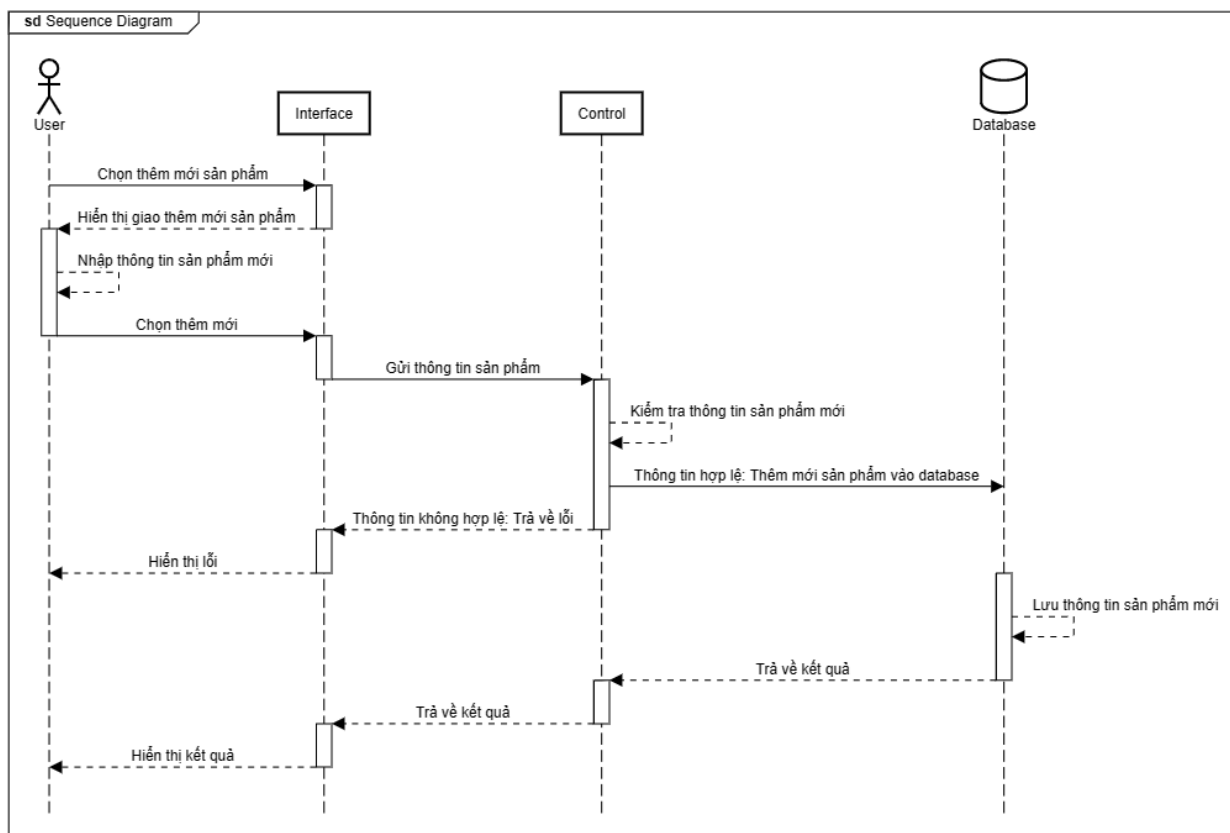 sd Sequence Diagram
User
Interface
Control
Database
Chọn thêm mới sản phẩm
Hiển thị giao thêm mới sản phẩm
Nhập thông tin sản phẩm mới
Chọn thêm mới
Gửi thông tin sản phẩm
Kiểm tra thông tin sản phẩm mới
Thông tin hợp lệ: Thêm mới sản phẩm vào database
Thông tin không hợp lệ: Trả về lỗi
Hiển thị lỗi
Lưu thông tin sản phẩm mới
Trả về kết quả
Trả về kết quả
Hiển thị kết quả